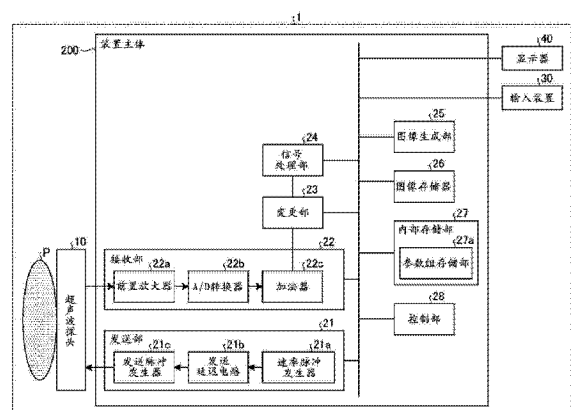 1
200
装置主体
40
显示器
30
输入装置
25
图像生成部
24
信号
处理部
26
图像存储器
23
变更部
27
内部存储部
27a
参数组存储部
P
10
超声波探头
22
接收部
22a
前置放大器
22b
A/D转换器
22c
加法器
28
控制部
21
发送部
21c
发送脉冲
发生器
21b
发送
延迟电路
21a
速率脉冲
发生器